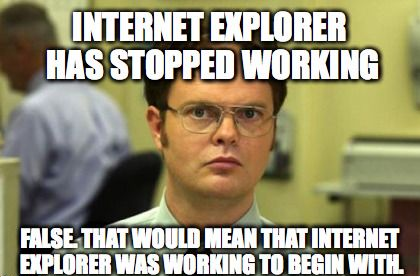 INTERNET EXPLORER
HAS STOPPED WORKING
FALSE. THAT WOULD MEAN THAT INTERNET
EXPLORER WAS WORKING TO BEGIN WITH.